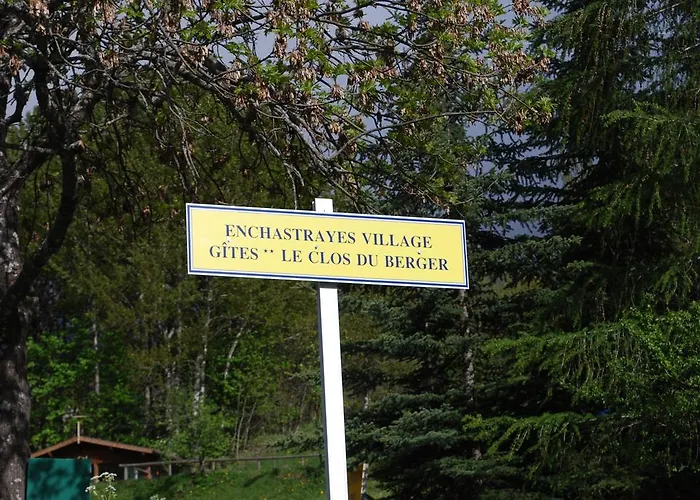 ENCHASTRAYES VILLAGE
GÎTES ** LE CLOS DU BERGER